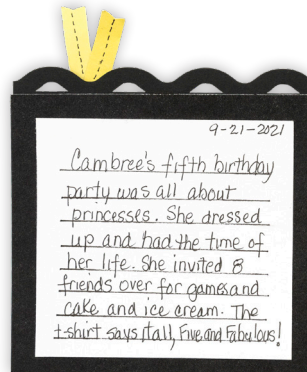 9-21-2021
Cambree's fifth birthday
party was all about
princesses. She dressed
up and had the time of
her life. She invited 8
friends over for games and
cake and ice cream. The
t-shirt says it all, Five and Fabulous!